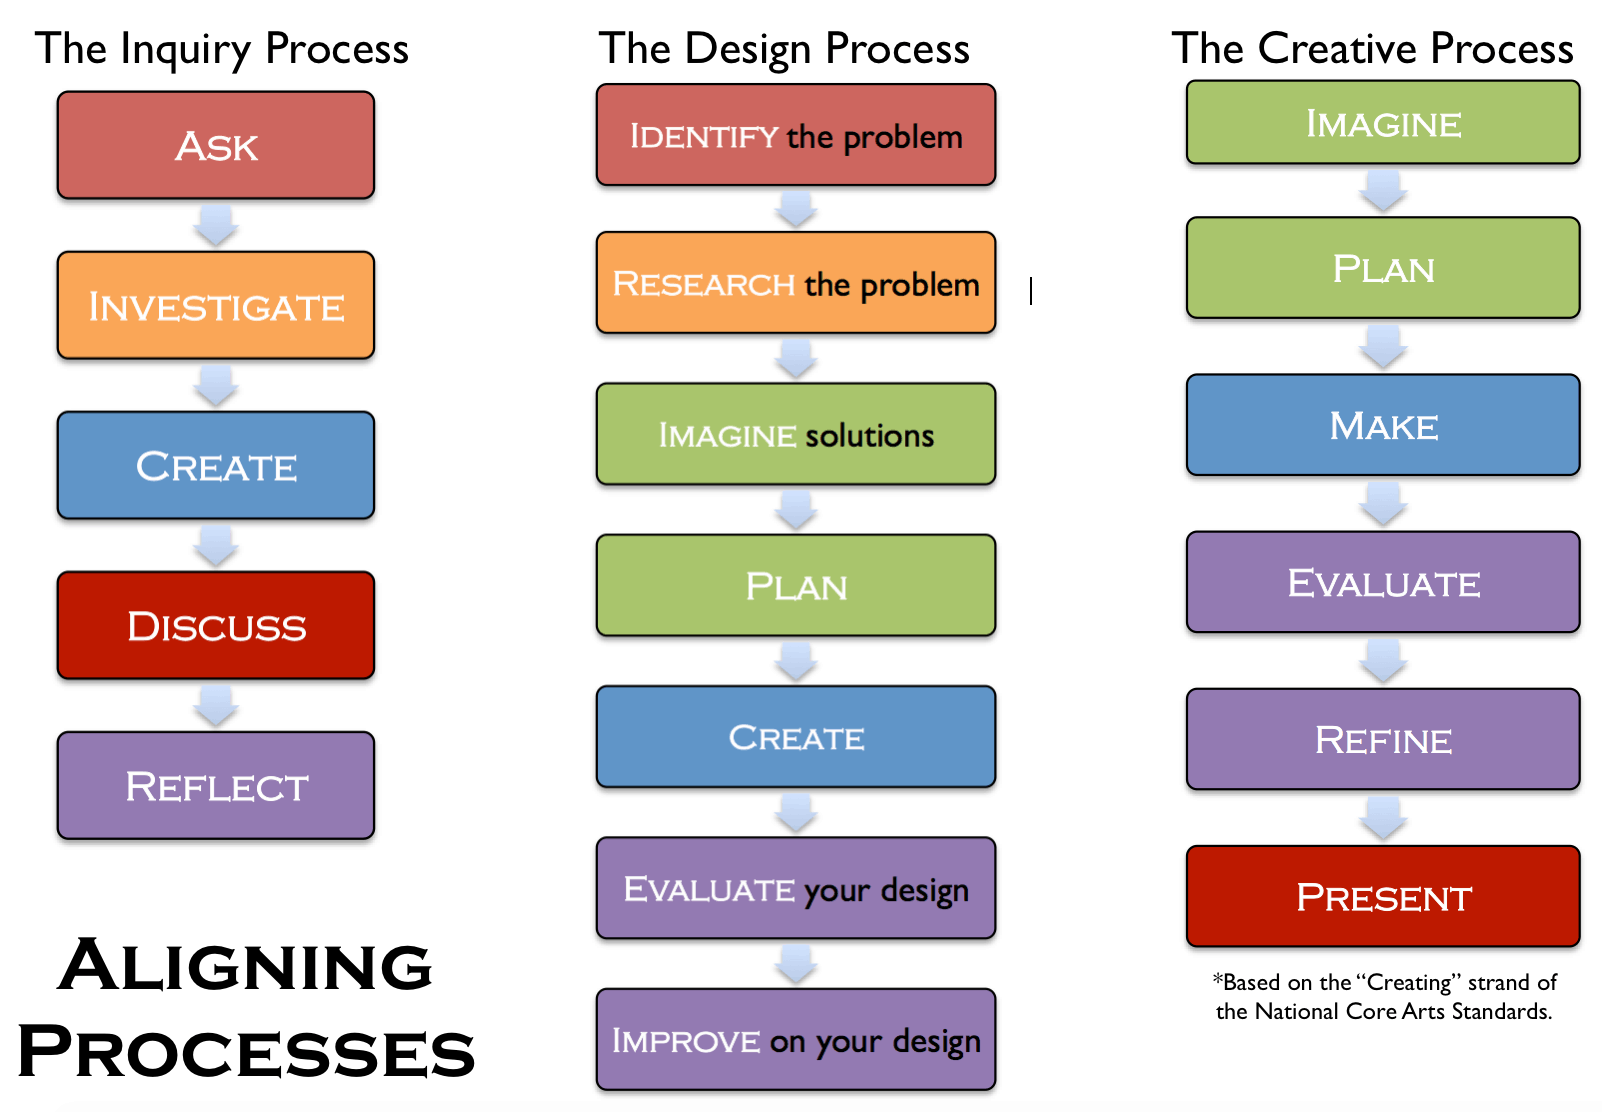 The Inquiry Process
ASK
INVESTIGATE
CREATE
DISCUSS
REFLECT
ALIGNING
PROCESSES
The Design Process
IDENTIFY the problem
RESEARCH the problem
IMAGINE solutions
PLAN
CREATE
EVALUATE your design
IMPROVE on your design
The Creative Process
IMAGINE
PLAN
MAKE
EVALUATE
REFINE
PRESENT
*Based on the “Creating” strand of
the National Core Arts Standards.